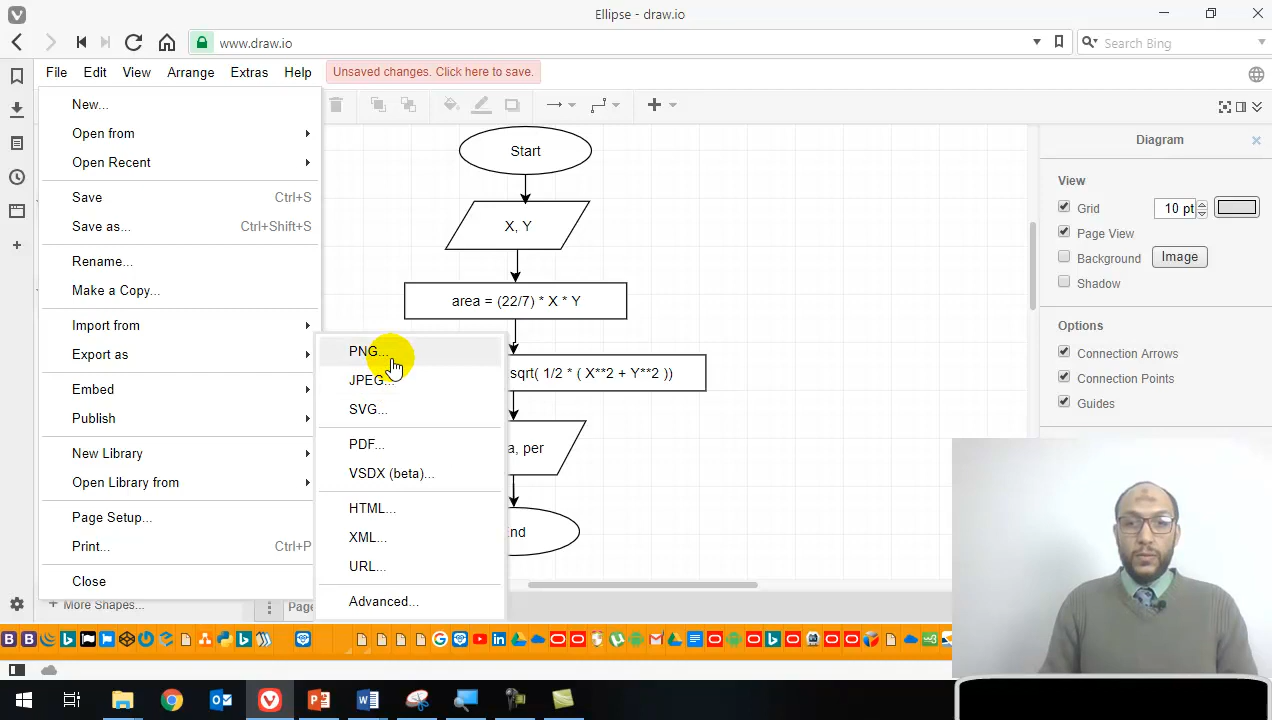 Ellipse - draw.io
www.draw.io
Search Bing
File Edit View Arrange Extras Help
Unsaved changes. Click here to save.
New...
Open from
Open Recent
Save Ctrl+S
Save as... Ctrl+Shift+S
Rename...
Make a Copy...
Import from
Export as
Embed
Publish
New Library
Open Library from
Page Setup...
Print... Ctrl+P
Close
More Shapes...
PNG...
JPEG...
SVG...
PDF...
VSDX (beta)...
HTML...
XML...
URL...
Advanced...
Start
X, Y
area = (22/7) * X * Y
sqrt( 1/2 * ( X**2 + Y**2 ))
a, per
End
Diagram
View
Grid 10 pt
Page View
Background Image
Shadow
Options
Connection Arrows
Connection Points
Guides